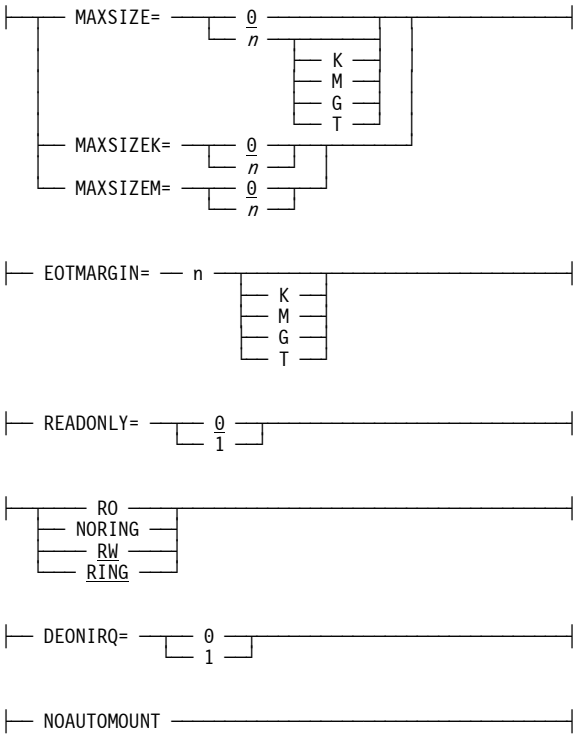 MAXSIZE= 0
n
K
M
G
T
MAXSIZEK= 0
n
MAXSIZEM= 0
n
EOTMARGIN= n
K
M
G
T
READONLY= 0
1
RO
NORING
RW
RING
DEONIRQ= 0
1
NOAUTOMOUNT